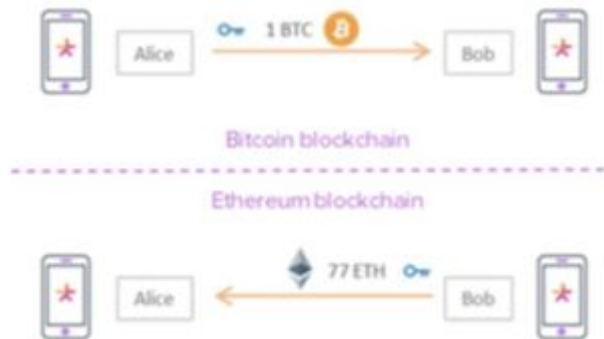 Alice 1 BTC Bob
Bitcoin blockchain
Ethereum blockchain
Alice 77 ETH Bob